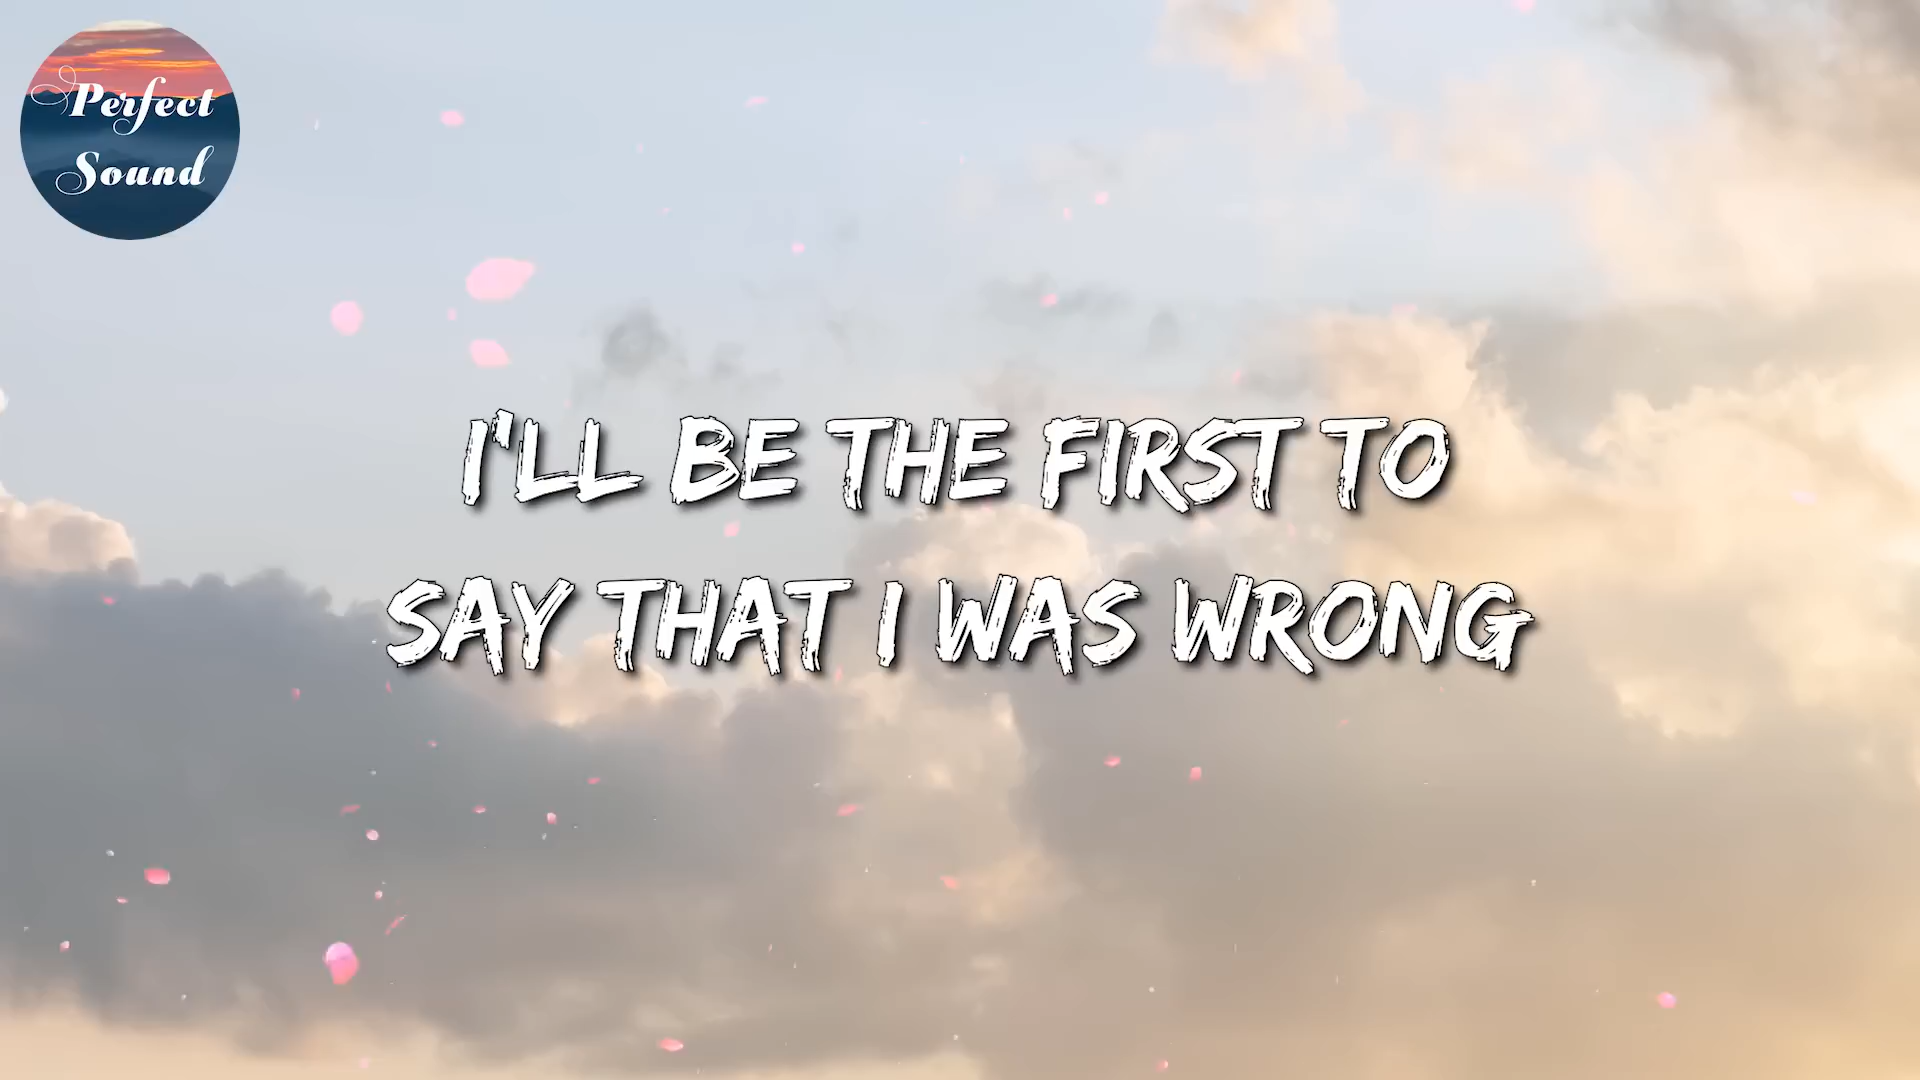 Perfect
Sound
I'LL BE THE FIRST TO
SAY THAT I WAS WRONG